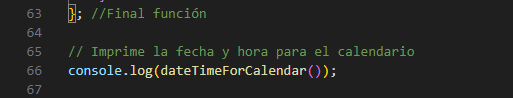 63 }; //Final función
64
65 // Imprime la fecha y hora para el calendario
66 console.log(dateTimeForCalendar());
67